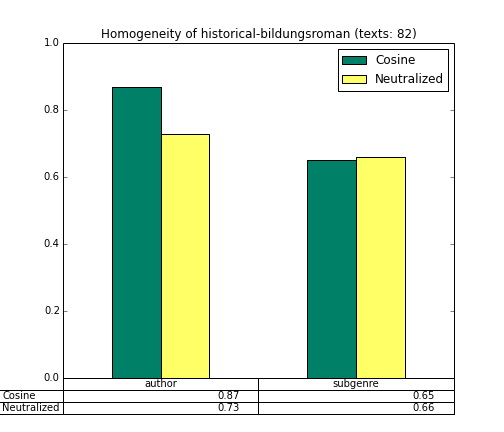 Homogeneity of historical-bildungsroman (texts: 82)
1.0
Cosine
Neutralized
0.8
0.6
0.4
0.2
0.0
author subgenre
Cosine 0.87 0.65
Neutralized 0.73 0.66